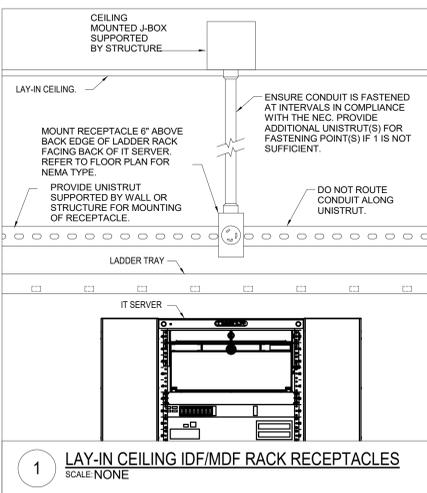 CEILING
MOUNTED J-BOX
SUPPORTED
BY STRUCTURE
LAY-IN CEILING.
ENSURE CONDUIT IS FASTENED
AT INTERVALS IN COMPLIANCE
WITH THE NEC. PROVIDE
ADDITIONAL UNISTRUT(S) FOR
FASTENING POINT(S) IF 1 IS NOT
SUFFICIENT.
MOUNT RECEPTACLE 6" ABOVE
BACK EDGE OF LADDER RACK
FACING BACK OF IT SERVER.
REFER TO FLOOR PLAN FOR
NEMA TYPE.
PROVIDE UNISTRUT
SUPPORTED BY WALL OR
STRUCTURE FOR MOUNTING
OF RECEPTACLE.
DO NOT ROUTE
CONDUIT ALONG
UNISTRUT.
LADDER TRAY
IT SERVER
1
LAY-IN CEILING IDF/MDF RACK RECEPTACLES
SCALE: NONE